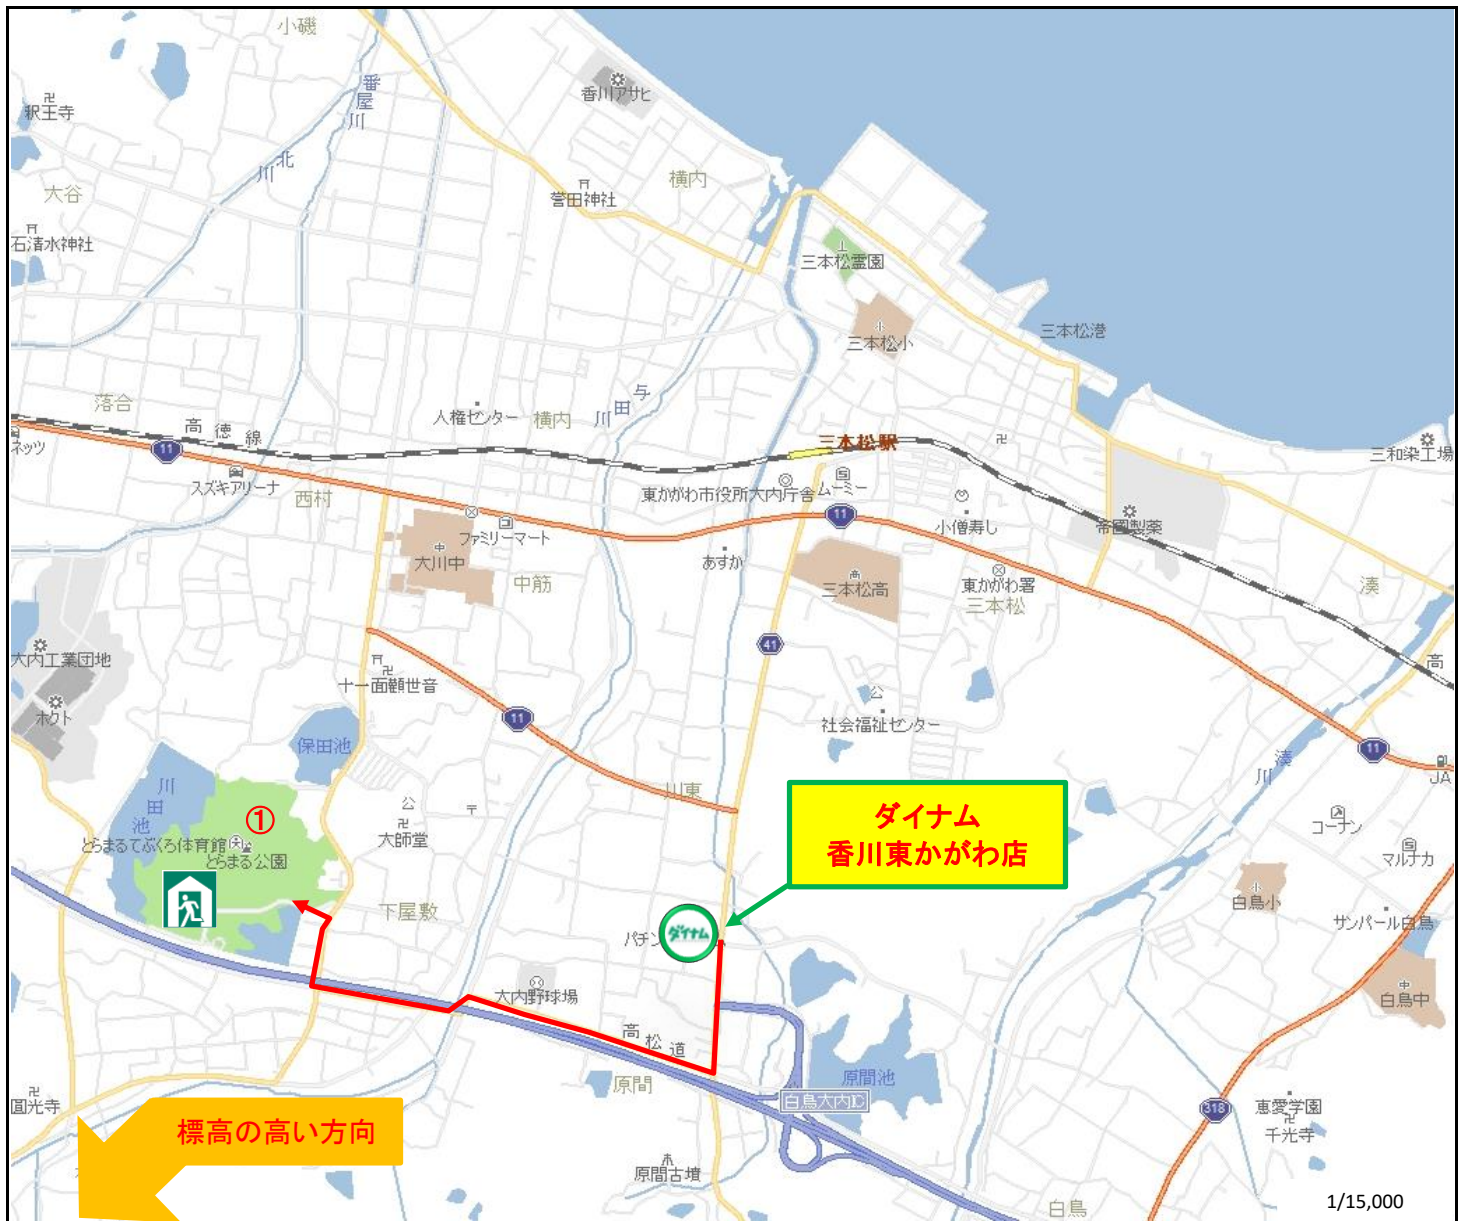 小磯
番屋川
香川アサヒ
釈王寺
北川
大谷
横内
誉田神社
石清水神社
三本松霊園
三本松港
三本松小
落合
高徳線
人権センター
横内
与田川
ネッツ
11
三本松駅
三和染工場
スズキアリーナ
西村
東かがわ市役所大内庁舎
ムーミー
11
小僧寿し
帝國製薬
ファミリーマート
大川中
中筋
あすか
三本松高
東かがわ署
三本松
湊
41
大内工業団地
十一面観世音
高
ホクト
11
社会福祉センター
公
保田池
湊川
11
JA
川田池
川東
ダイナム
香川東かがわ店
①
公
大師堂
コーナン
マルナカ
とらまるてぶくろ体育館
とらまる公園
白鳥小
下屋敷
サンパール白鳥
パチン
ダイナム
大内野球場
白鳥中
高松道
原間
原間池
白鳥大内IC
圓光寺
318
恵愛学園
千光寺
標高の高い方向
原間古墳
白鳥
1/15,000